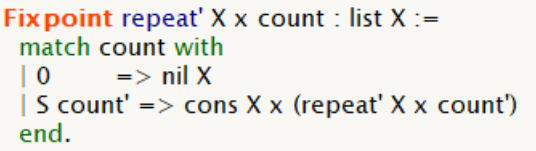 Fixpoint repeat' X x count : list X :=
match count with
| 0 => nil X
| S count' => cons X x (repeat' X x count')
end.